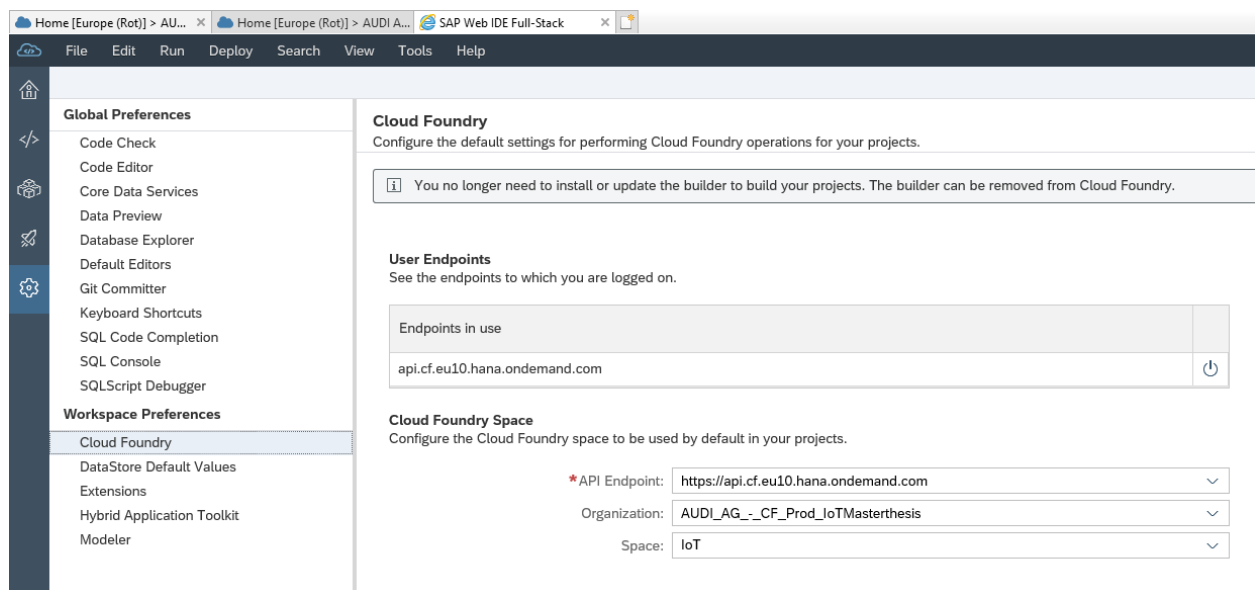 Home [Europe (Rot)] > AU... Home [Europe (Rot)] > AUDI A... SAP Web IDE Full-Stack
File Edit Run Deploy Search View Tools Help
Global Preferences
Code Check
Code Editor
Core Data Services
Data Preview
Database Explorer
Default Editors
Git Committer
Keyboard Shortcuts
SQL Code Completion
SQL Console
SQLScript Debugger
Workspace Preferences
Cloud Foundry
DataStore Default Values
Extensions
Hybrid Application Toolkit
Modeler
Cloud Foundry
Configure the default settings for performing Cloud Foundry operations for your projects.
You no longer need to install or update the builder to build your projects. The builder can be removed from Cloud Foundry.
User Endpoints
See the endpoints to which you are logged on.
Endpoints in use
api.cf.eu10.hana.ondemand.com
Cloud Foundry Space
Configure the Cloud Foundry space to be used by default in your projects.
*API Endpoint: https://api.cf.eu10.hana.ondemand.com
Organization: AUDI_AG_-_CF_Prod_IoTMasterthesis
Space: IoT